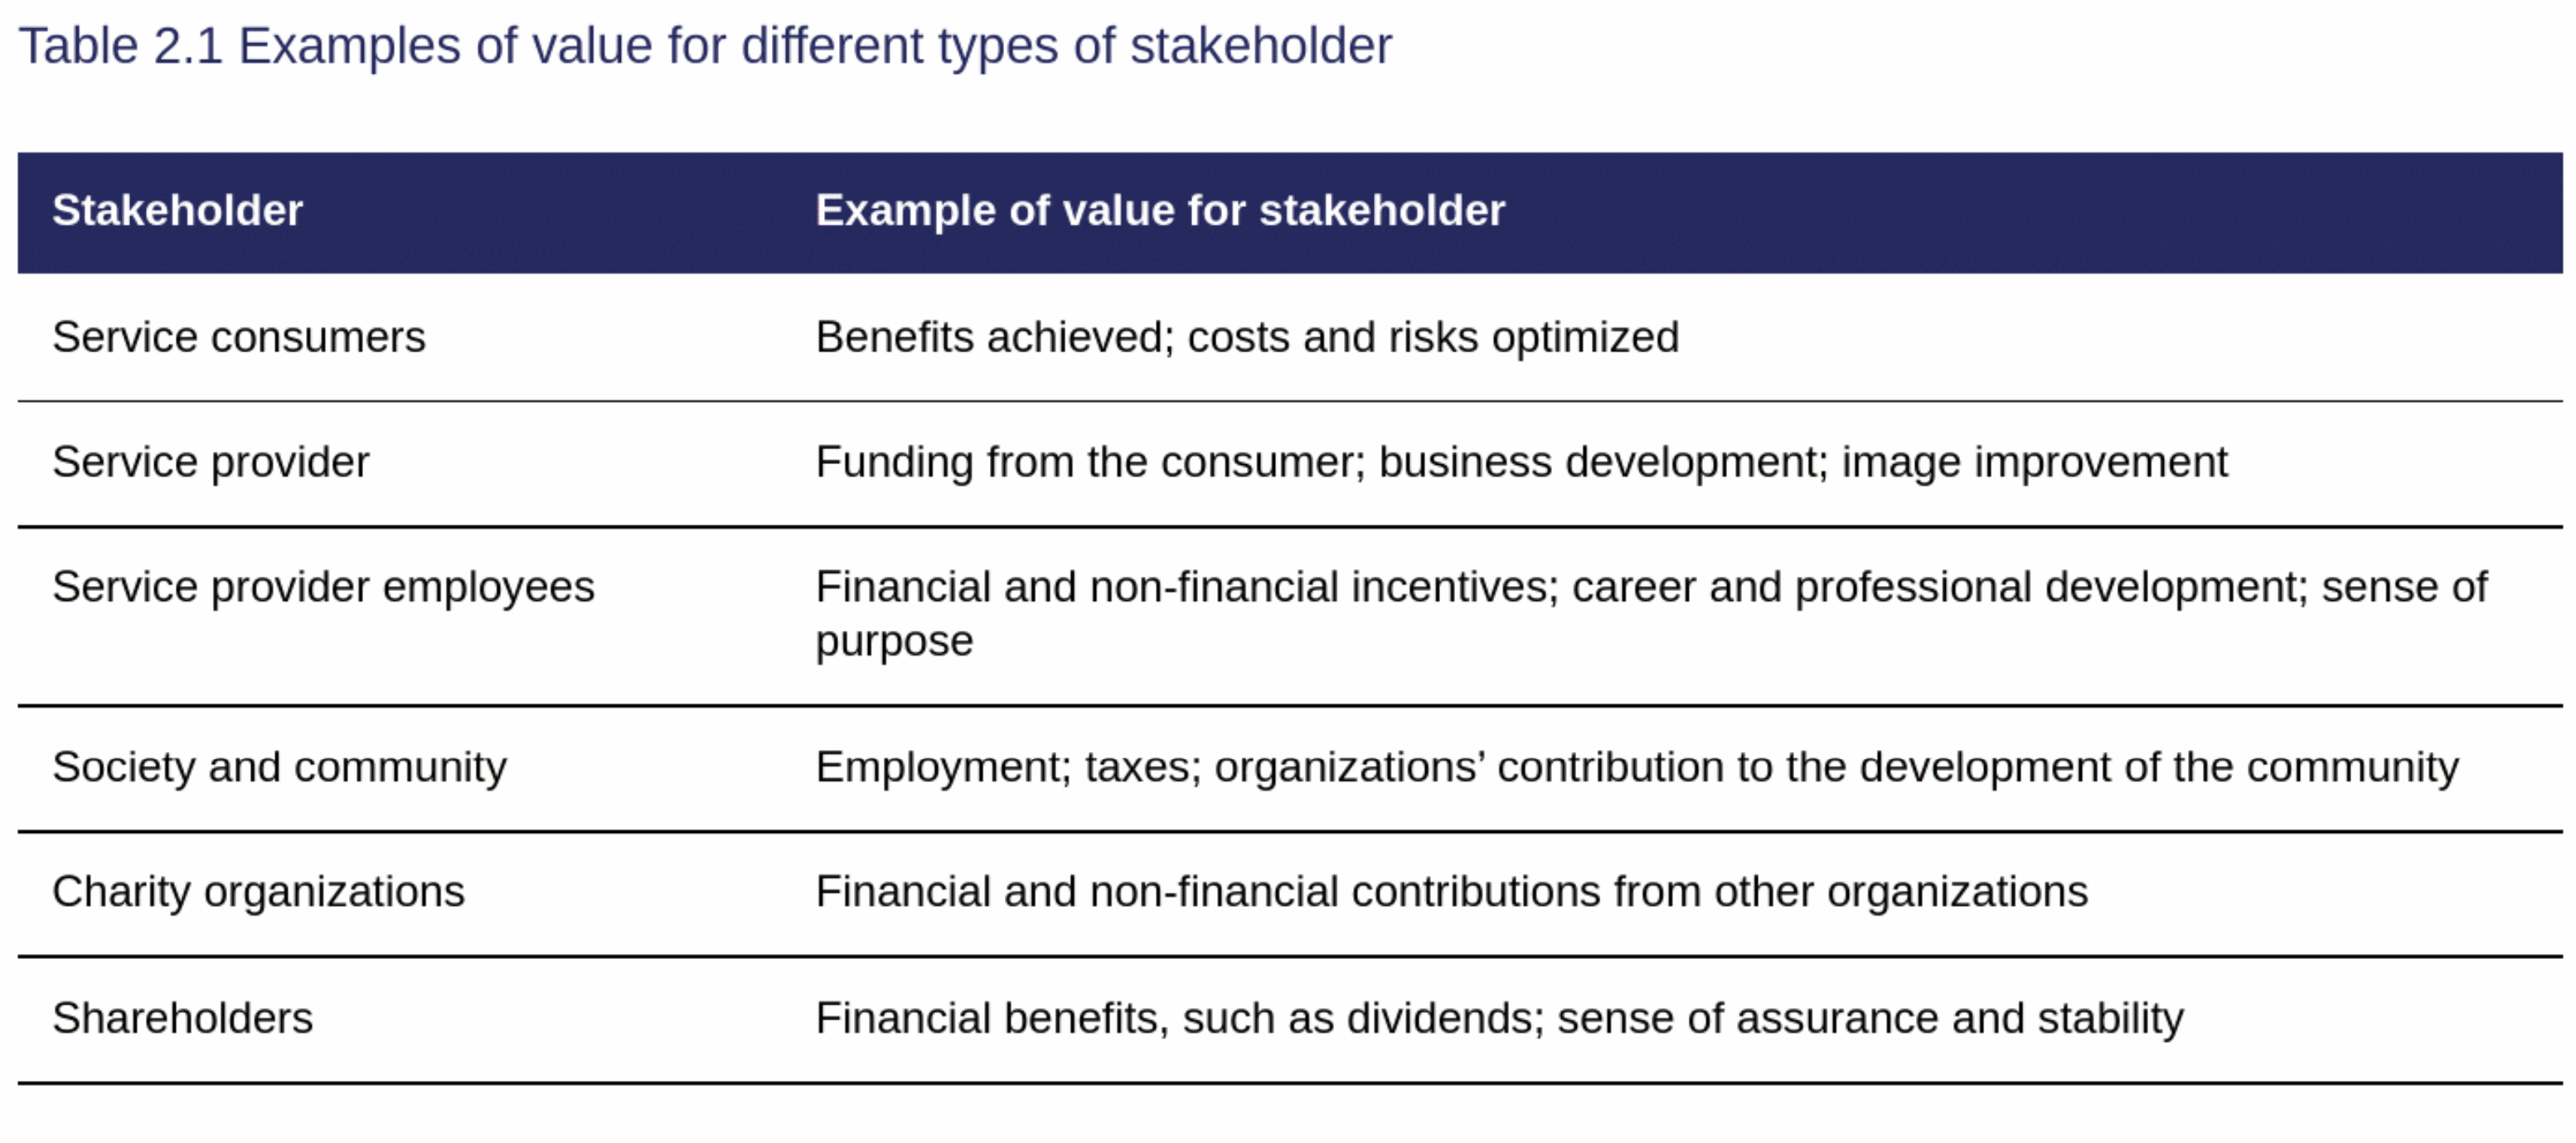 Table 2.1 Examples of value for different types of stakeholder
Stakeholder Example of value for stakeholder
Service consumers Benefits achieved; costs and risks optimized
Service provider Funding from the consumer; business development; image improvement
Service provider employees Financial and non-financial incentives; career and professional development; sense of
purpose
Society and community Employment; taxes; organizations’ contribution to the development of the community
Charity organizations Financial and non-financial contributions from other organizations
Shareholders Financial benefits, such as dividends; sense of assurance and stability